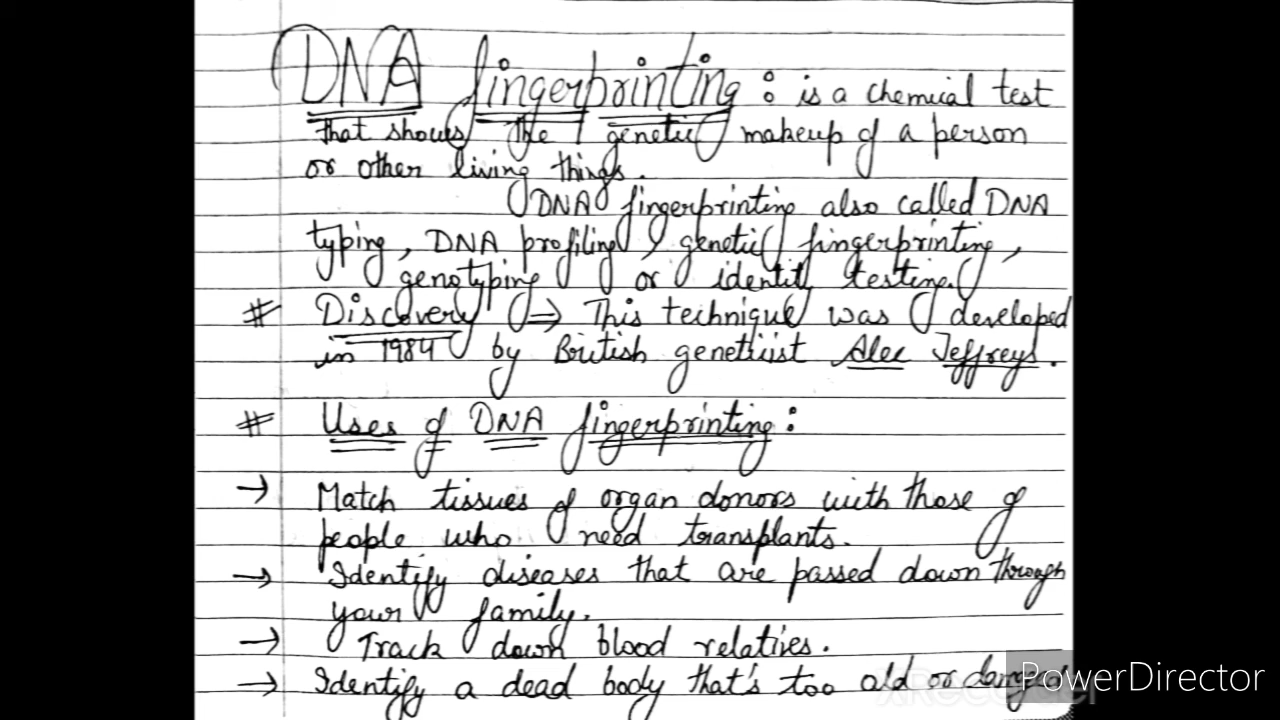 DNA fingerprinting : is a chemical test
that shows the genetic makeup of a person
or other living things.
DNA fingerprinting also called DNA
typing, DNA profiling, genetic fingerprinting,
genotyping or identity testing.
# Discovery ⇒ This technique was developed
in 1984 by British geneticist Alec Jeffreys.
# Uses of DNA fingerprinting :
→ Match tissues of organ donors with those of
people who need transplants.
→ Identify diseases that are passed down through
your family.
→ Track down blood relatives.
→ Identify a dead body that's too old or
PowerDirector